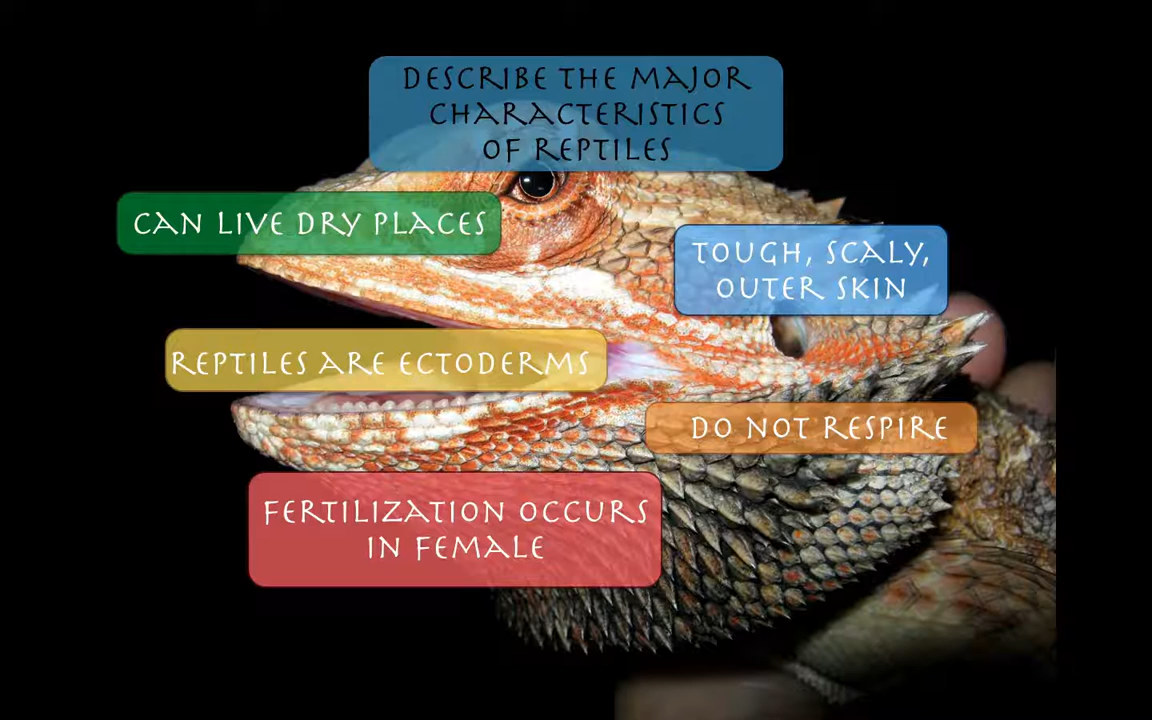 DESCRIBE THE MAJOR
CHARACTERISTICS
OF REPTILES
CAN LIVE DRY PLACES
TOUGH, SCALY,
OUTER SKIN
REPTILES ARE ECTODERMS
DO NOT RESPIRE
FERTILIZATION OCCURS
IN FEMALE